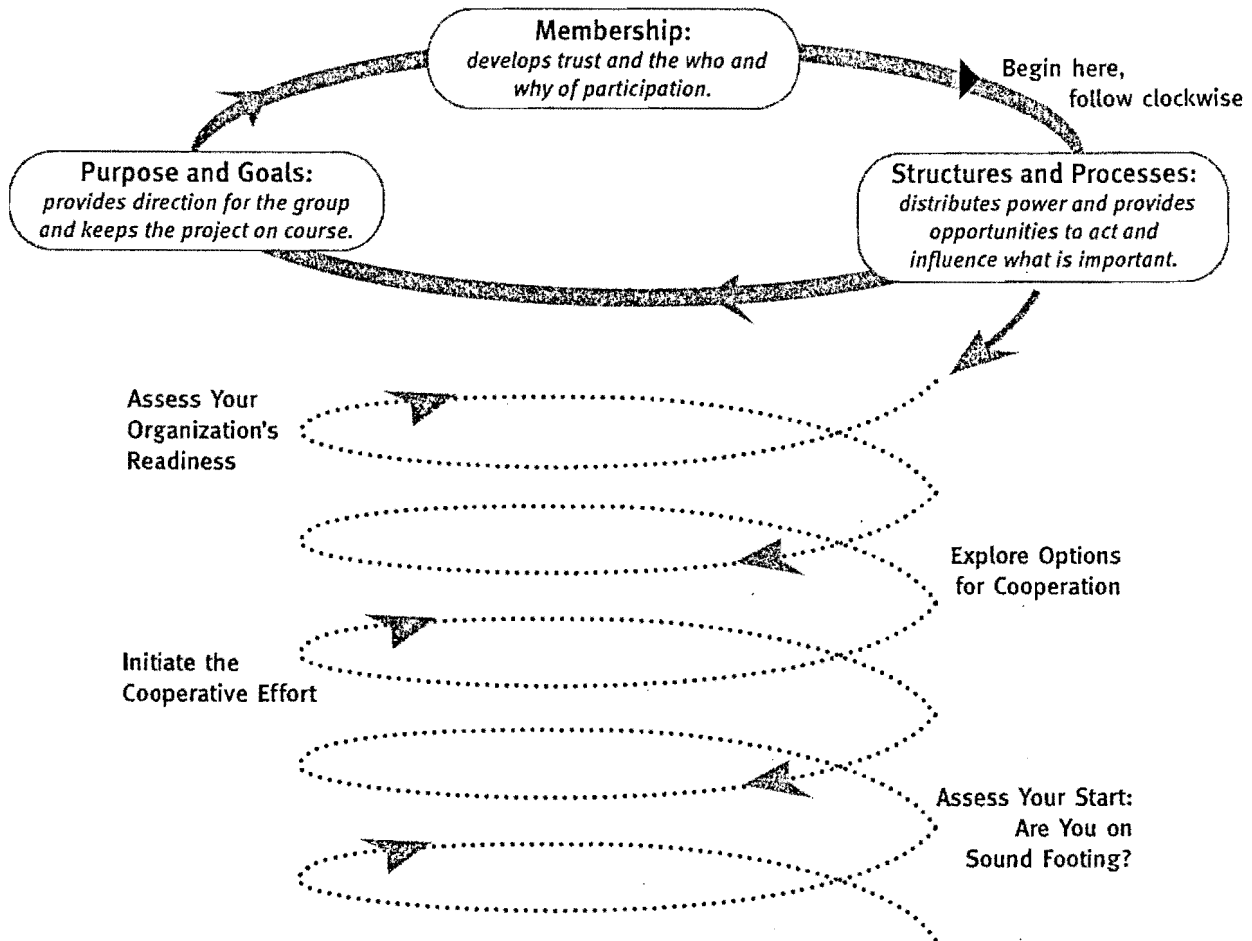 Membership:
develops trust and the who and
why of participation.
Begin here,
follow clockwise
Purpose and Goals:
provides direction for the group
and keeps the project on course.
Structures and Processes:
distributes power and provides
opportunities to act and
influence what is important.
Assess Your
Organization's
Readiness
Explore Options
for Cooperation
Initiate the
Cooperative Effort
Assess Your Start:
Are You on
Sound Footing?